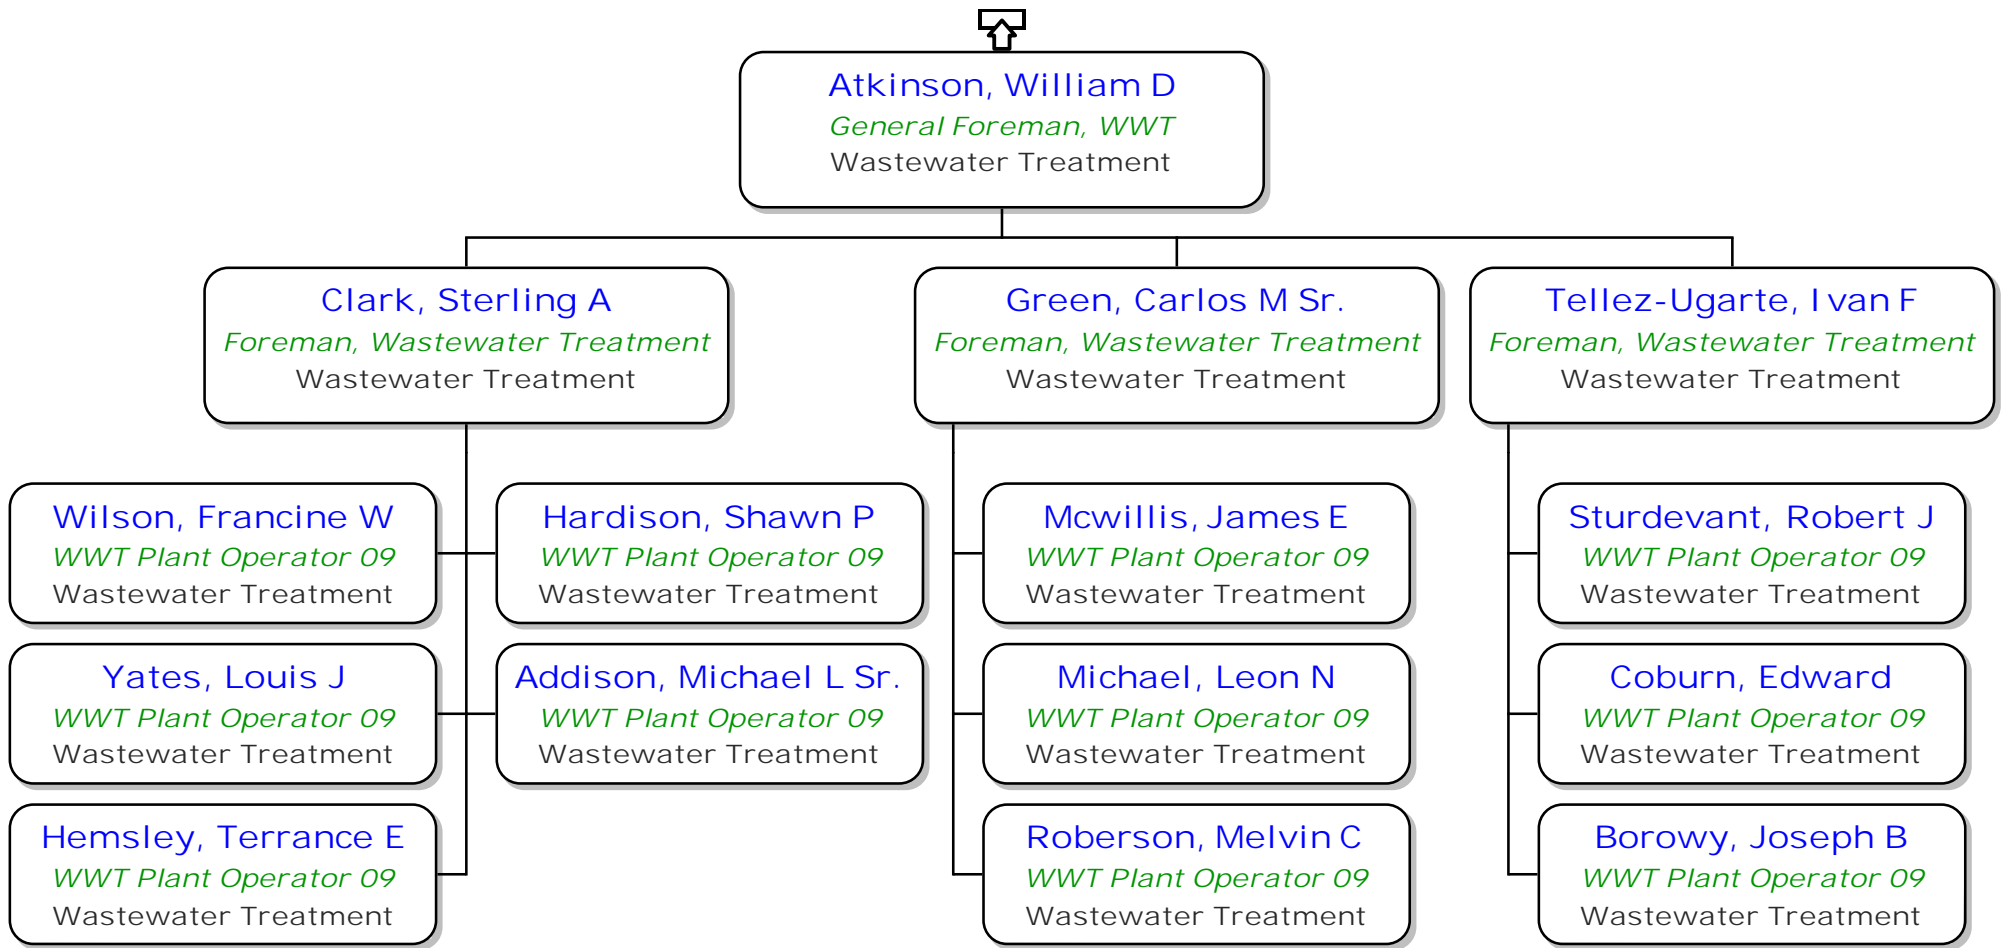 Atkinson, William D
General Foreman, WWT
Wastewater Treatment
Clark, Sterling A
Foreman, Wastewater Treatment
Wastewater Treatment
Green, Carlos M Sr.
Foreman, Wastewater Treatment
Wastewater Treatment
Tellez-Ugarte, Ivan F
Foreman, Wastewater Treatment
Wastewater Treatment
Wilson, Francine W
WWT Plant Operator 09
Wastewater Treatment
Hardison, Shawn P
WWT Plant Operator 09
Wastewater Treatment
Mcwillis, James E
WWT Plant Operator 09
Wastewater Treatment
Sturdevant, Robert J
WWT Plant Operator 09
Wastewater Treatment
Yates, Louis J
WWT Plant Operator 09
Wastewater Treatment
Addison, Michael L Sr.
WWT Plant Operator 09
Wastewater Treatment
Michael, Leon N
WWT Plant Operator 09
Wastewater Treatment
Coburn, Edward
WWT Plant Operator 09
Wastewater Treatment
Hemsley, Terrance E
WWT Plant Operator 09
Wastewater Treatment
Roberson, Melvin C
WWT Plant Operator 09
Wastewater Treatment
Borowy, Joseph B
WWT Plant Operator 09
Wastewater Treatment